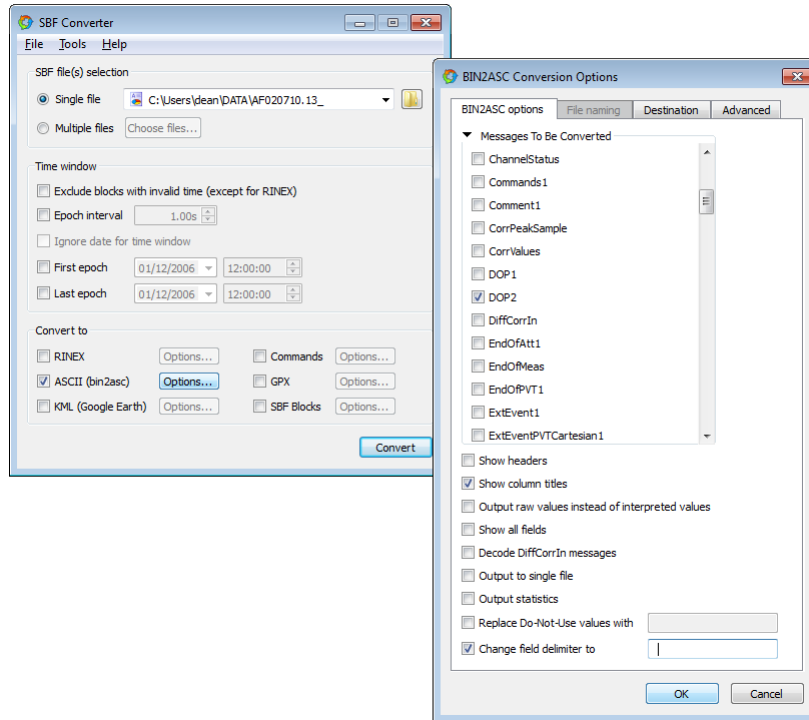 SBF Converter
File Tools Help
SBF file(s) selection
Single file C:\Users\dean\DATA\AF020710.13_
Multiple files Choose files...
Time window
Exclude blocks with invalid time (except for RINEX)
Epoch interval 1.00s
Ignore date for time window
First epoch 01/12/2006 12:00:00
Last epoch 01/12/2006 12:00:00
Convert to
RINEX Options... Commands Options...
ASCII (bin2asc) Options... GPX Options...
KML (Google Earth) Options... SBF Blocks Options...
Convert
BIN2ASC Conversion Options
BIN2ASC options File naming Destination Advanced
Messages To Be Converted
ChannelStatus
Commands1
Comment1
CorrPeakSample
CorrValues
DOP1
DOP2
DiffCorrIn
EndOfAtt1
EndOfMeas
EndOfPVT1
ExtEvent1
ExtEventPVTCartesian1
Show headers
Show column titles
Output raw values instead of interpreted values
Show all fields
Decode DiffCorrIn messages
Output to single file
Output statistics
Replace Do-Not-Use values with
Change field delimiter to
OK Cancel